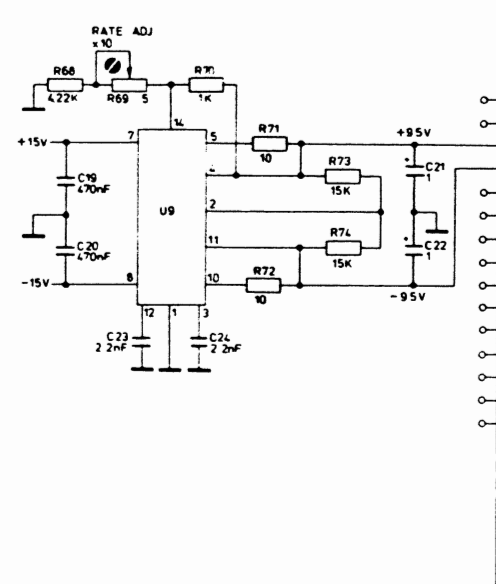 RATE ADJ
x 10
R68
4.22K
R69
5
R70
1K
14
+15V
7
5
R71
10
+9.5V
4
R73
15K
C21
1
C19
470nF
U9
2
11
R74
15K
C22
1
C20
470nF
-15V
8
10
R72
10
-9.5V
12
1
3
C23
2.2nF
C24
2.2nF